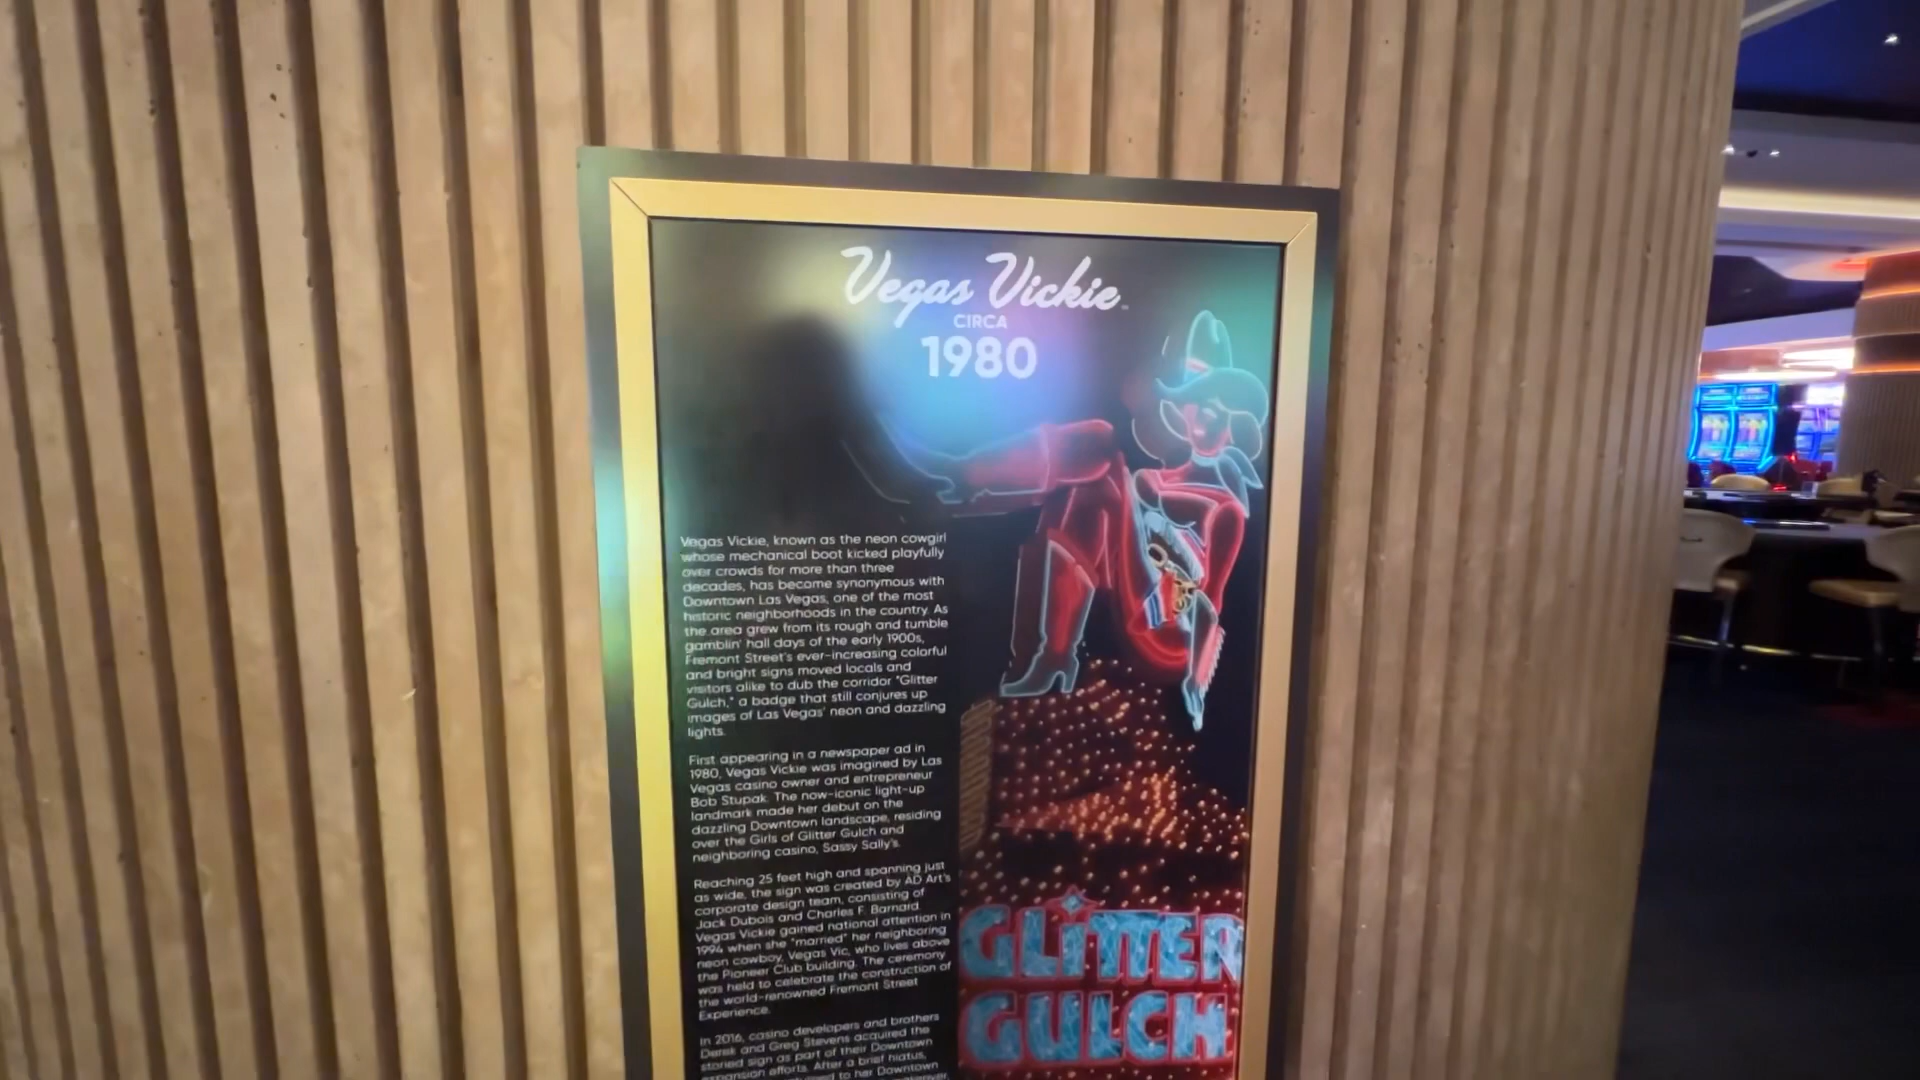 Vegas Vickie
CIRCA
1980
Vegas Vickie, known as the neon cowgirl
whose mechanical boot kicked playfully
over crowds for more than three
decades, has become synonymous with
Downtown Las Vegas, one of the most
historic neighborhoods in the country. As
the area grew from its rough and tumble
gamblin' hall days of the early 1900s,
Fremont Street's ever-increasing colorful
and bright signs moved locals and
visitors alike to dub the corridor "Glitter
Gulch," a badge that still conjures up
images of Las Vegas' neon and dazzling
lights.
First appearing in a newspaper ad in
1980, Vegas Vickie was imagined by Las
Vegas casino owner and entrepreneur
Bob Stupak. The now-iconic light-up
landmark made her debut on the
dazzling Downtown landscape, residing
over the Girls of Glitter Gulch and
neighboring casino, Sassy Sally's.
Reaching 25 feet high and spanning just
as wide, the sign was created by AD Art's
corporate design team, consisting of
Jack Dubois and Charles F. Barnard.
Vegas Vickie gained national attention in
1994 when she "married" her neighboring
neon cowboy, Vegas Vic, who lives above
the Pioneer Club building. The ceremony
was held to celebrate the construction of
the world-renowned Fremont Street
Experience.
In 2016, casino developers and brothers
Derek and Greg Stevens acquired the
storied sign as part of their Downtown
expansion efforts. After a brief hiatus,
to her Downtown
GLITTER
GULCH